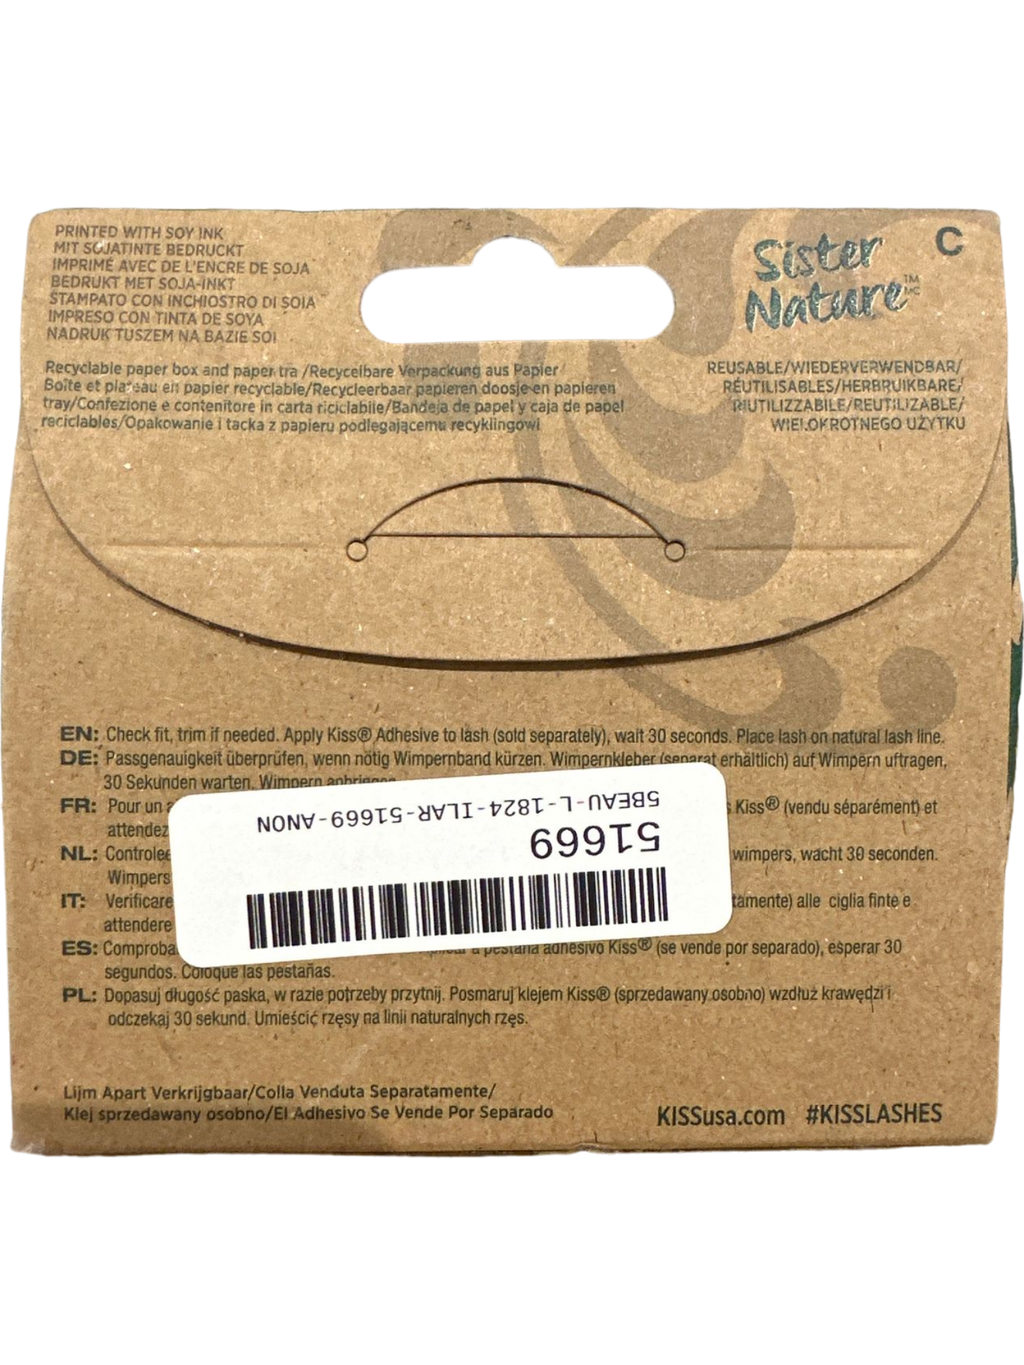 PRINTED WITH SOY INK
MIT SOJATINTE BEDRUCKT
IMPRIMÉ AVEC DE L'ENCRE DE SOJA
BEDRUKT MET SOJA-INKT
STAMPATO CON INCHIOSTRO DI SOIA
IMPRESO CON TINTA DE SOYA
NADRUK TUSZEM NA BAZIE SOI
Sister
Nature™
MC
C
Recyclable paper box and paper tra /Recycelbare Verpackung aus Papier
Boîte et plateau en papier recyclable/Recycleerbaar papieren doosje en papieren
tray/Confezione e contenitore in carta riciclabile/Bandeja de papel y caja de papel
reciclables/Opakowanie i tacka z papieru podlegającemu recyklingowi
REUSABLE/WIEDERVERWENDBAR/
RÉUTILISABLES/HERBRUIKBARE/
RIUTILIZZABILE/REUTILIZABLE/
WIELOKROTNEGO UŻYTKU
EN: Check fit, trim if needed. Apply Kiss® Adhesive to lash (sold separately), wait 30 seconds. Place lash on natural lash line.
DE: Passgenauigkeit überprüfen, wenn nötig Wimpernband kürzen. Wimpernkleber (separat erhältlich) auf Wimpern uftragen,
30 Sekunden warten. Wimpern anbringen
FR: Pour un Kiss® (vendu séparément) et
attendez
NL: Controlee wimpers, wacht 30 seconden.
Wimpers
IT: Verificare tamente) alle ciglia finte e
attendere
ES: Comproba a pestaña adhesivo Kiss® (se vende por separado), esperar 30
segundos. Coloque las pestañas.
PL: Dopasuj długość paska, w razie potrzeby przytnij. Posmaruj klejem Kiss® (sprzedawany osobno) wzdłuż krawędzi i
odczekaj 30 sekund. Umieścić rzęsy na linii naturalnych rzęs.
51669
5BEAU-L-1824-ILAR-51669-ANON
Lijm Apart Verkrijgbaar/Colla Venduta Separatamente/
Klej sprzedawany osobno/El Adhesivo Se Vende Por Separado
KISSusa.com #KISSLASHES